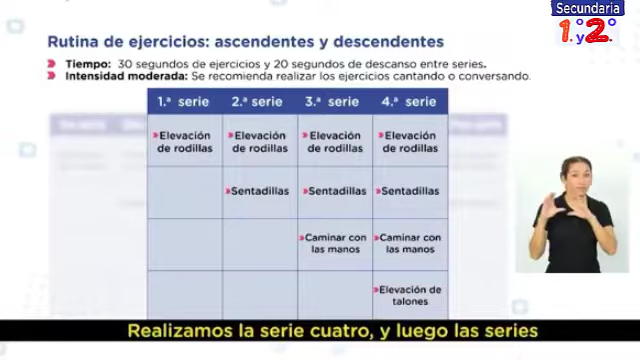 Secundaria
1.° y 2.°
Rutina de ejercicios: ascendentes y descendentes
Tiempo: 30 segundos de ejercicios y 20 segundos de descanso entre series.
Intensidad moderada: Se recomienda realizar los ejercicios cantando o conversando.
1.ª serie 2.ª serie 3.ª serie 4.ª serie
Elevación Elevación Elevación Elevación
de rodillas de rodillas de rodillas de rodillas
Sentadillas Sentadillas Sentadillas
Caminar con Caminar con
las manos las manos
Elevación de
talones
Realizamos la serie cuatro, y luego las series